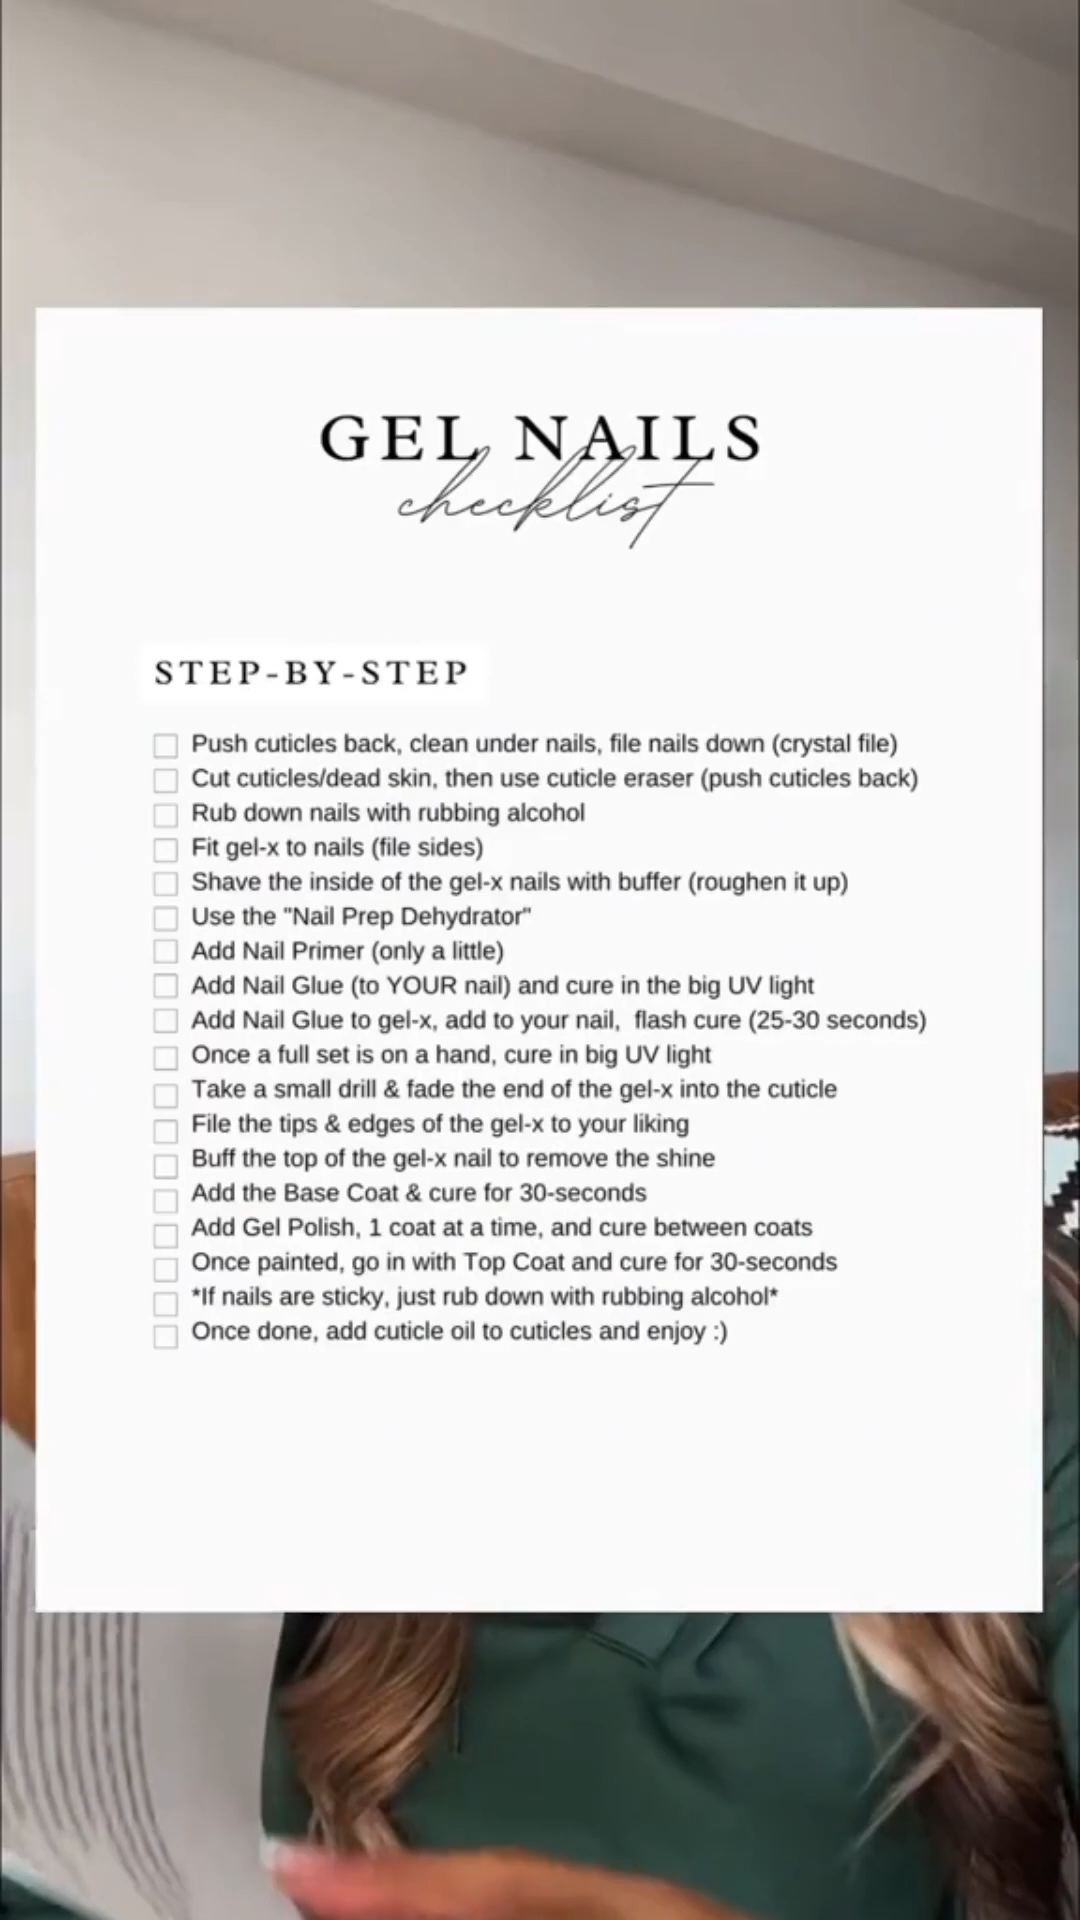 GEL NAILS
checklist
STEP-BY-STEP
Push cuticles back, clean under nails, file nails down (crystal file)
Cut cuticles/dead skin, then use cuticle eraser (push cuticles back)
Rub down nails with rubbing alcohol
Fit gel-x to nails (file sides)
Shave the inside of the gel-x nails with buffer (roughen it up)
Use the "Nail Prep Dehydrator"
Add Nail Primer (only a little)
Add Nail Glue (to YOUR nail) and cure in the big UV light
Add Nail Glue to gel-x, add to your nail,  flash cure (25-30 seconds)
Once a full set is on a hand, cure in big UV light
Take a small drill & fade the end of the gel-x into the cuticle
File the tips & edges of the gel-x to your liking
Buff the top of the gel-x nail to remove the shine
Add the Base Coat & cure for 30-seconds
Add Gel Polish, 1 coat at a time, and cure between coats
Once painted, go in with Top Coat and cure for 30-seconds
*If nails are sticky, just rub down with rubbing alcohol*
Once done, add cuticle oil to cuticles and enjoy :)